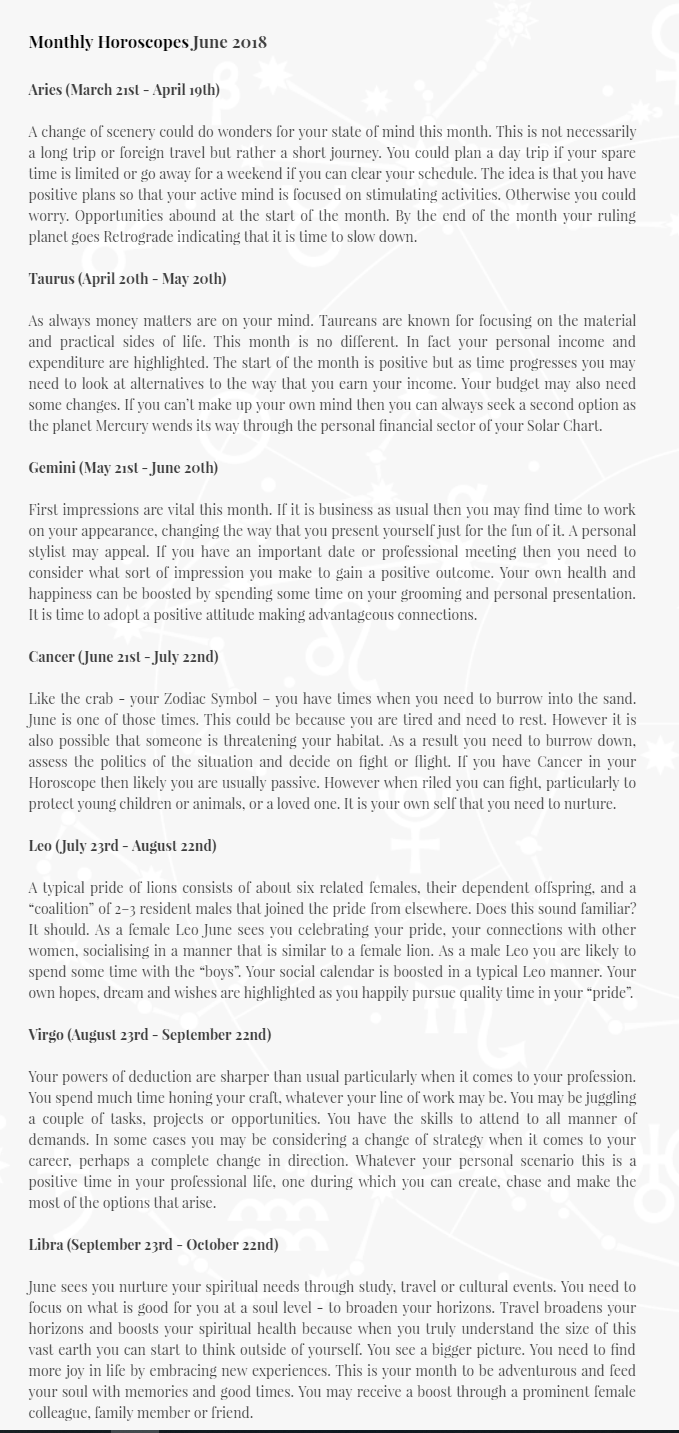 Monthly Horoscopes June 2018
Aries (March 21st - April 19th)
A change of scenery could do wonders for your state of mind this month. This is not necessarily
a long trip or foreign travel but rather a short journey. You could plan a day trip if your spare
time is limited or go away for a weekend if you can clear your schedule. The idea is that you have
positive plans so that your active mind is focused on stimulating activities. Otherwise you could
worry. Opportunities abound at the start of the month. By the end of the month your ruling
planet goes Retrograde indicating that it is time to slow down.
Taurus (April 20th - May 20th)
As always money matters are on your mind. Taureans are known for focusing on the material
and practical sides of life. This month is no different. In fact your personal income and
expenditure are highlighted. The start of the month is positive but as time progresses you may
need to look at alternatives to the way that you earn your income. Your budget may also need
some changes. If you can't make up your own mind then you can always seek a second option as
the planet Mercury wends its way through the personal financial sector of your Solar Chart.
Gemini (May 21st - June 20th)
First impressions are vital this month. If it is business as usual then you may find time to work
on your appearance, changing the way that you present yourself just for the fun of it. A personal
stylist may appeal. If you have an important date or professional meeting then you need to
consider what sort of impression you make to gain a positive outcome. Your own health and
happiness can be boosted by spending some time on your grooming and personal presentation.
It is time to adopt a positive attitude making advantageous connections.
Cancer (June 21st - July 22nd)
Like the crab - your Zodiac Symbol – you have times when you need to burrow into the sand.
June is one of those times. This could be because you are tired and need to rest. However it is
also possible that someone is threatening your habitat. As a result you need to burrow down,
assess the politics of the situation and decide on fight or flight. If you have Cancer in your
Horoscope then likely you are usually passive. However when riled you can fight, particularly to
protect young children or animals, or a loved one. It is your own self that you need to nurture.
Leo (July 23rd - August 22nd)
A typical pride of lions consists of about six related females, their dependent offspring, and a
“coalition” of 2–3 resident males that joined the pride from elsewhere. Does this sound familiar?
It should. As a female Leo June sees you celebrating your pride, your connections with other
women, socialising in a manner that is similar to a female lion. As a male Leo you are likely to
spend some time with the “boys”. Your social calendar is boosted in a typical Leo manner. Your
own hopes, dream and wishes are highlighted as you happily pursue quality time in your “pride”.
Virgo (August 23rd - September 22nd)
Your powers of deduction are sharper than usual particularly when it comes to your profession.
You spend much time honing your craft, whatever your line of work may be. You may be juggling
a couple of tasks, projects or opportunities. You have the skills to attend to all manner of
demands. In some cases you may be considering a change of strategy when it comes to your
career, perhaps a complete change in direction. Whatever your personal scenario this is a
positive time in your professional life, one during which you can create, chase and make the
most of the options that arise.
Libra (September 23rd - October 22nd)
June sees you nurture your spiritual needs through study, travel or cultural events. You need to
focus on what is good for you at a soul level - to broaden your horizons. Travel broadens your
horizons and boosts your spiritual health because when you truly understand the size of this
vast earth you can start to think outside of yourself. You see a bigger picture. You need to find
more joy in life by embracing new experiences. This is your month to be adventurous and feed
your soul with memories and good times. You may receive a boost through a prominent female
colleague, family member or friend.